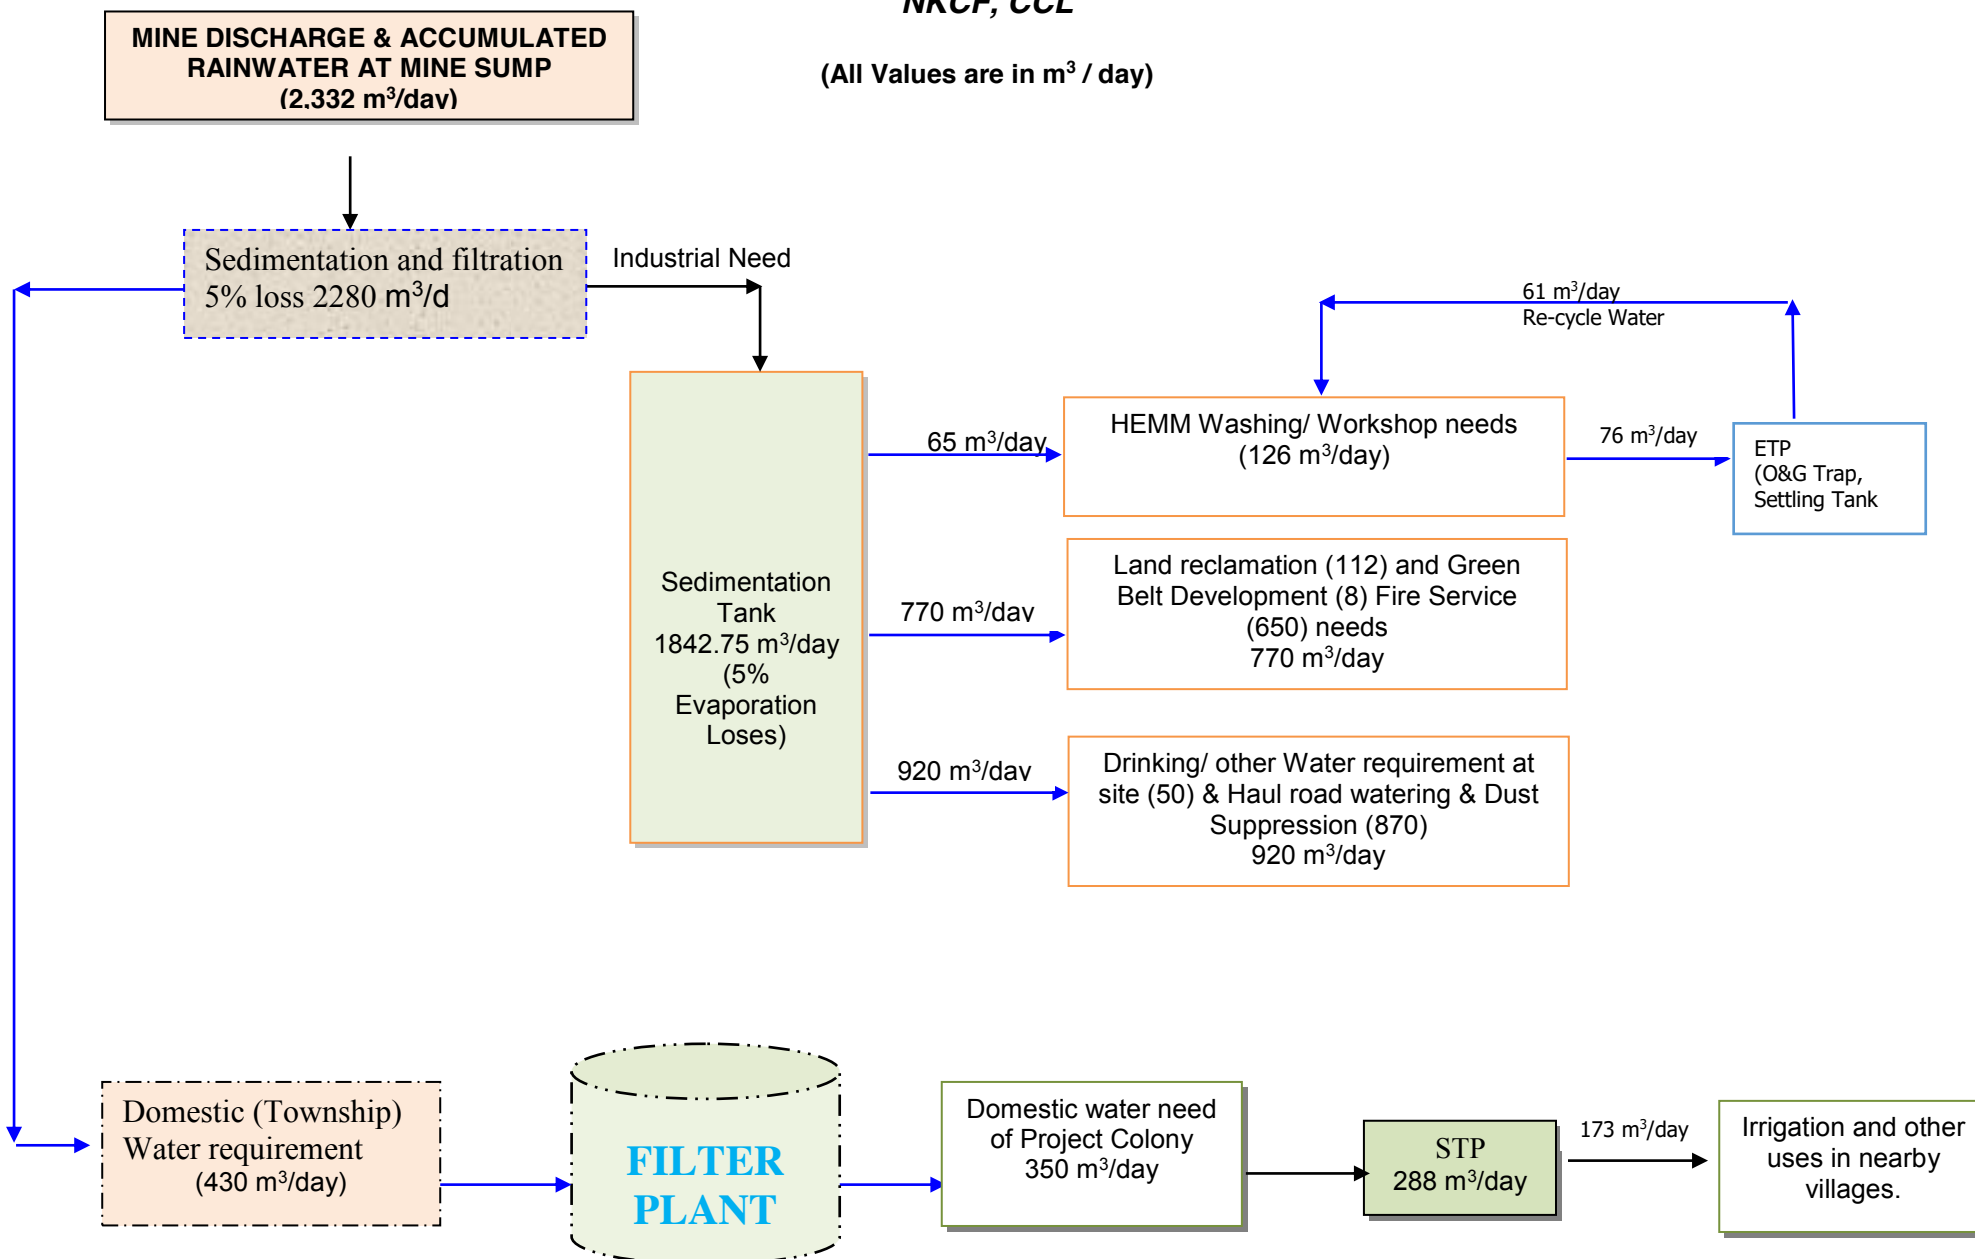 NKCF, CCL
(All Values are in m³ / day)
MINE DISCHARGE & ACCUMULATED
RAINWATER AT MINE SUMP
(2,332 m³/day)
Sedimentation and filtration
5% loss 2280 m³/d
Industrial Need
61 m³/day
Re-cycle Water
65 m³/day
HEMM Washing/ Workshop needs
(126 m³/day)
76 m³/day
ETP
(O&G Trap,
Settling Tank
Sedimentation
Tank
1842.75 m³/day
(5%
Evaporation
Loses)
770 m³/day
Land reclamation (112) and Green
Belt Development (8) Fire Service
(650) needs
770 m³/day
920 m³/day
Drinking/ other Water requirement at
site (50) & Haul road watering & Dust
Suppression (870)
920 m³/day
Domestic (Township)
Water requirement
(430 m³/day)
FILTER
PLANT
Domestic water need
of Project Colony
350 m³/day
STP
288 m³/day
173 m³/day
Irrigation and other
uses in nearby
villages.